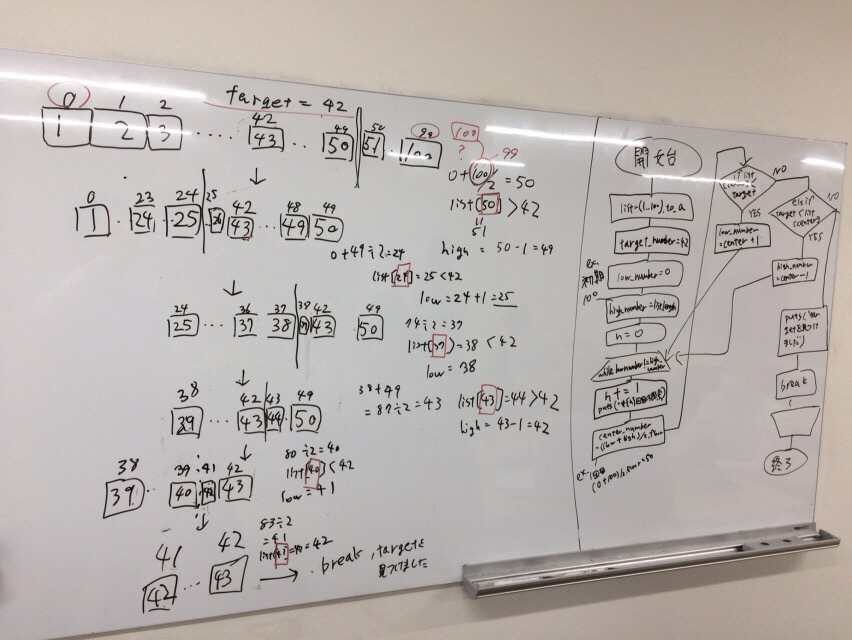 target = 42
0 1 2 42 49 50 99
1 2 3 .... 43 .. 50 51 .. 100
100
?
99
0+100/2 = 50
list[50] > 42
51
high = 50-1 = 49
0 23 24 25 42 48 49
1 . 24 . 25 26 43 .. 49 50
0+49÷2=24
list[24] = 25 < 42
low = 24+1 = 25
24 36 37 38 42 49
25 ... 37 38 43 50
74÷2=37
list[37] = 38 < 42
low = 38
38 42 43 49
39 ... 43 44 . 50
38+49
= 87÷2 = 43
list[43] = 44 > 42
high = 43-1 = 42
38 39 . 41 42
39 .. 40 43
80÷2=40
list[40] < 42
low = 41
41 42
42 ... 43
83÷2
= 41
list[41] = 42
break, targetを
見つけました
開始
list=(1..100).to_a
target_number=42
ex.
初期
100
low_number=0
high_number=list.length
n=0
while low_number<=high_number
n += 1
center_number
=((low+high)/2).floor
ex. 1回目
(0+100)/2.floor=50
if list
target
NO
YES
low_number
=center+1
else if
target < list
[center]
NO
YES
high_number
=center-1
puts("tar
getを見つけ
ました")
break
終了